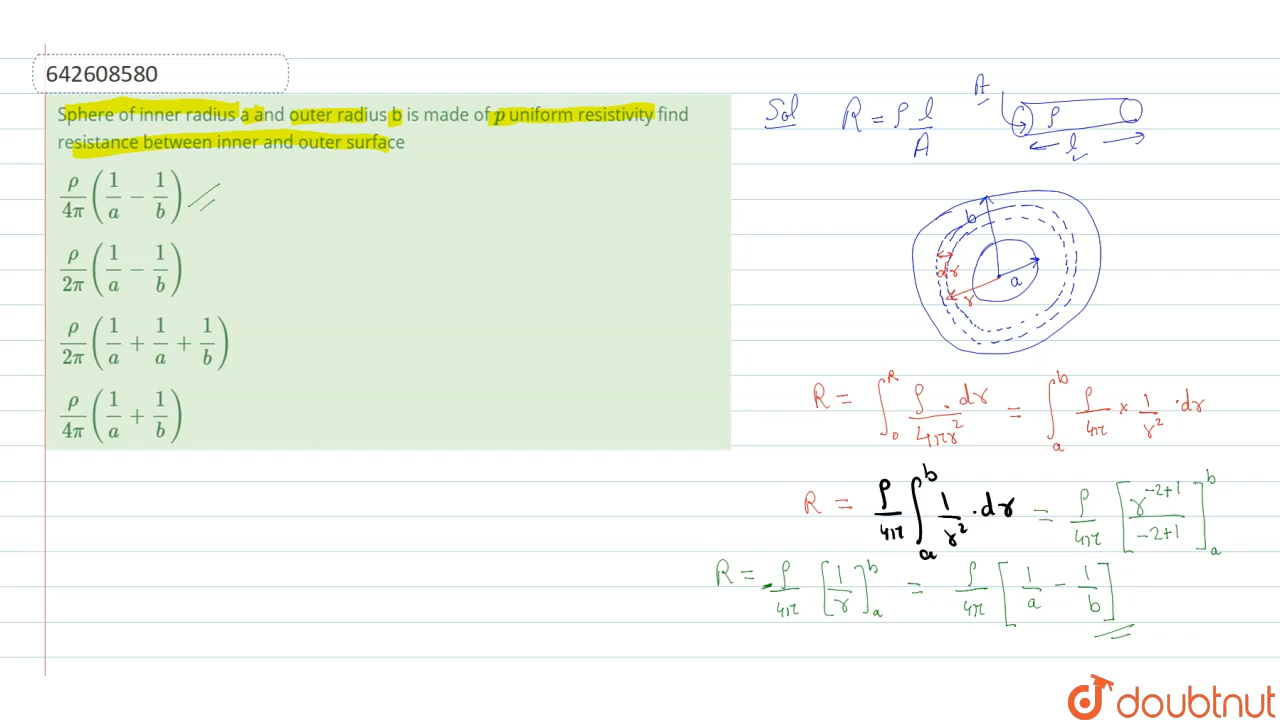 642608580
Sphere of inner radius a and outer radius b is made of p uniform resistivity find
resistance between inner and outer surface
ρ/4π (1/a − 1/b)
ρ/2π (1/a − 1/b)
ρ/2π (1/a + 1/a + 1/b)
ρ/4π (1/a + 1/b)
Sol R = ρ l/A
A ρ l
b
dr
r a
R = ∫₀ᴿ ρ.dr/4πr² = ∫ₐᵇ ρ/4π × 1/r² .dr
R = ρ/4π ∫ₐᵇ 1/r² .dr = ρ/4π [r⁻²⁺¹/−2+1]ₐᵇ
R = -ρ/4π [1/r]ₐᵇ = ρ/4π [1/a − 1/b]
doubtnut